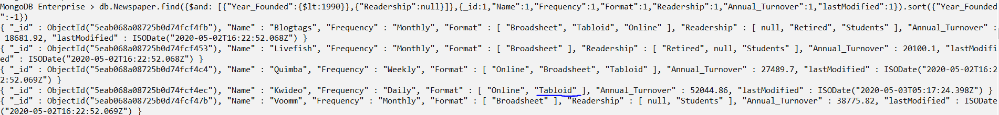 MongoDB Enterprise > db.Newspaper.find({$and: [{"Year_Founded":{$lt:1990}},{"Readership":null}]},{_id:1,"Name":1,"Frequency":1,"Format":1,"Readership":1,"Annual_Turnover":1,"lastModified":1}).sort({"Year_Founded
":-1})
{ "_id" : ObjectId("5eab068a08725b0d74fcf4fb"), "Name" : "Blogtags", "Frequency" : "Monthly", "Format" : [ "Broadsheet", "Tabloid", "Online" ], "Readership" : [ null, "Retired", "Students" ], "Annual_Turnover" :
 18681.92, "lastModified" : ISODate("2020-05-02T16:22:52.068Z") }
{ "_id" : ObjectId("5eab068a08725b0d74fcf453"), "Name" : "Livefish", "Frequency" : "Monthly", "Format" : [ "Broadsheet" ], "Readership" : [ "Retired", null, "Students" ], "Annual_Turnover" : 20100.1, "lastModifi
ed" : ISODate("2020-05-02T16:22:52.068Z") }
{ "_id" : ObjectId("5eab068a08725b0d74fcf4c4"), "Name" : "Quimba", "Frequency" : "Weekly", "Format" : [ "Online", "Broadsheet", "Tabloid" ], "Annual_Turnover" : 27489.7, "lastModified" : ISODate("2020-05-02T16:2
2:52.069Z") }
{ "_id" : ObjectId("5eab068a08725b0d74fcf4ec"), "Name" : "Kwideo", "Frequency" : "Daily", "Format" : [ "Online", "Tabloid" ], "Annual_Turnover" : 52044.86, "lastModified" : ISODate("2020-05-03T05:17:24.398Z") }
{ "_id" : ObjectId("5eab068a08725b0d74fcf47b"), "Name" : "Voomm", "Frequency" : "Monthly", "Format" : [ "Broadsheet" ], "Readership" : [ null, "Students" ], "Annual_Turnover" : 38775.82, "lastModified" : ISODate
("2020-05-02T16:22:52.069Z") }